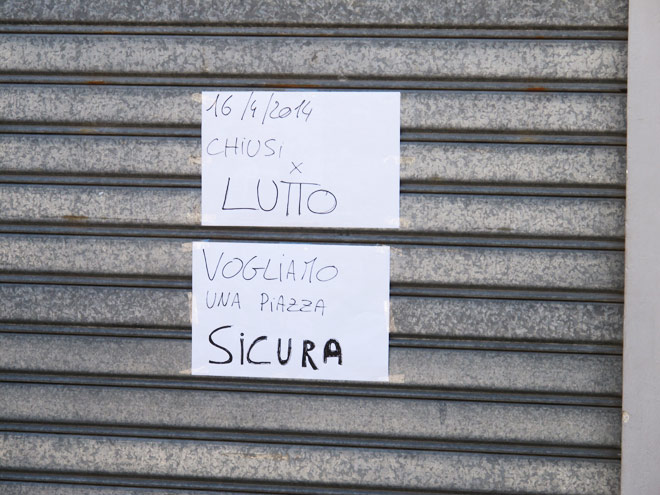 16/4/2014
CHiUSi
x
LUTTO
VOGLiAMO
UNA PiAZZA
SiCURA